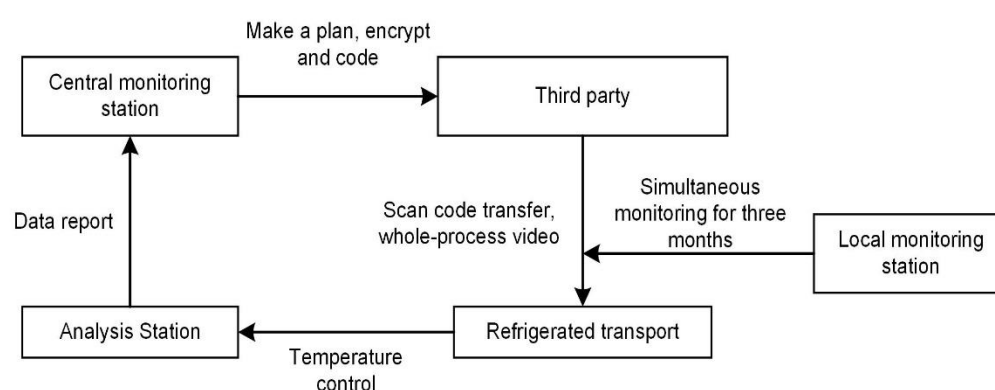 Make a plan, encrypt
and code
Central monitoring
station
Third party
Data report
Scan code transfer,
whole-process video
Simultaneous
monitoring for three
months
Local monitoring
station
Analysis Station
Refrigerated transport
Temperature
control